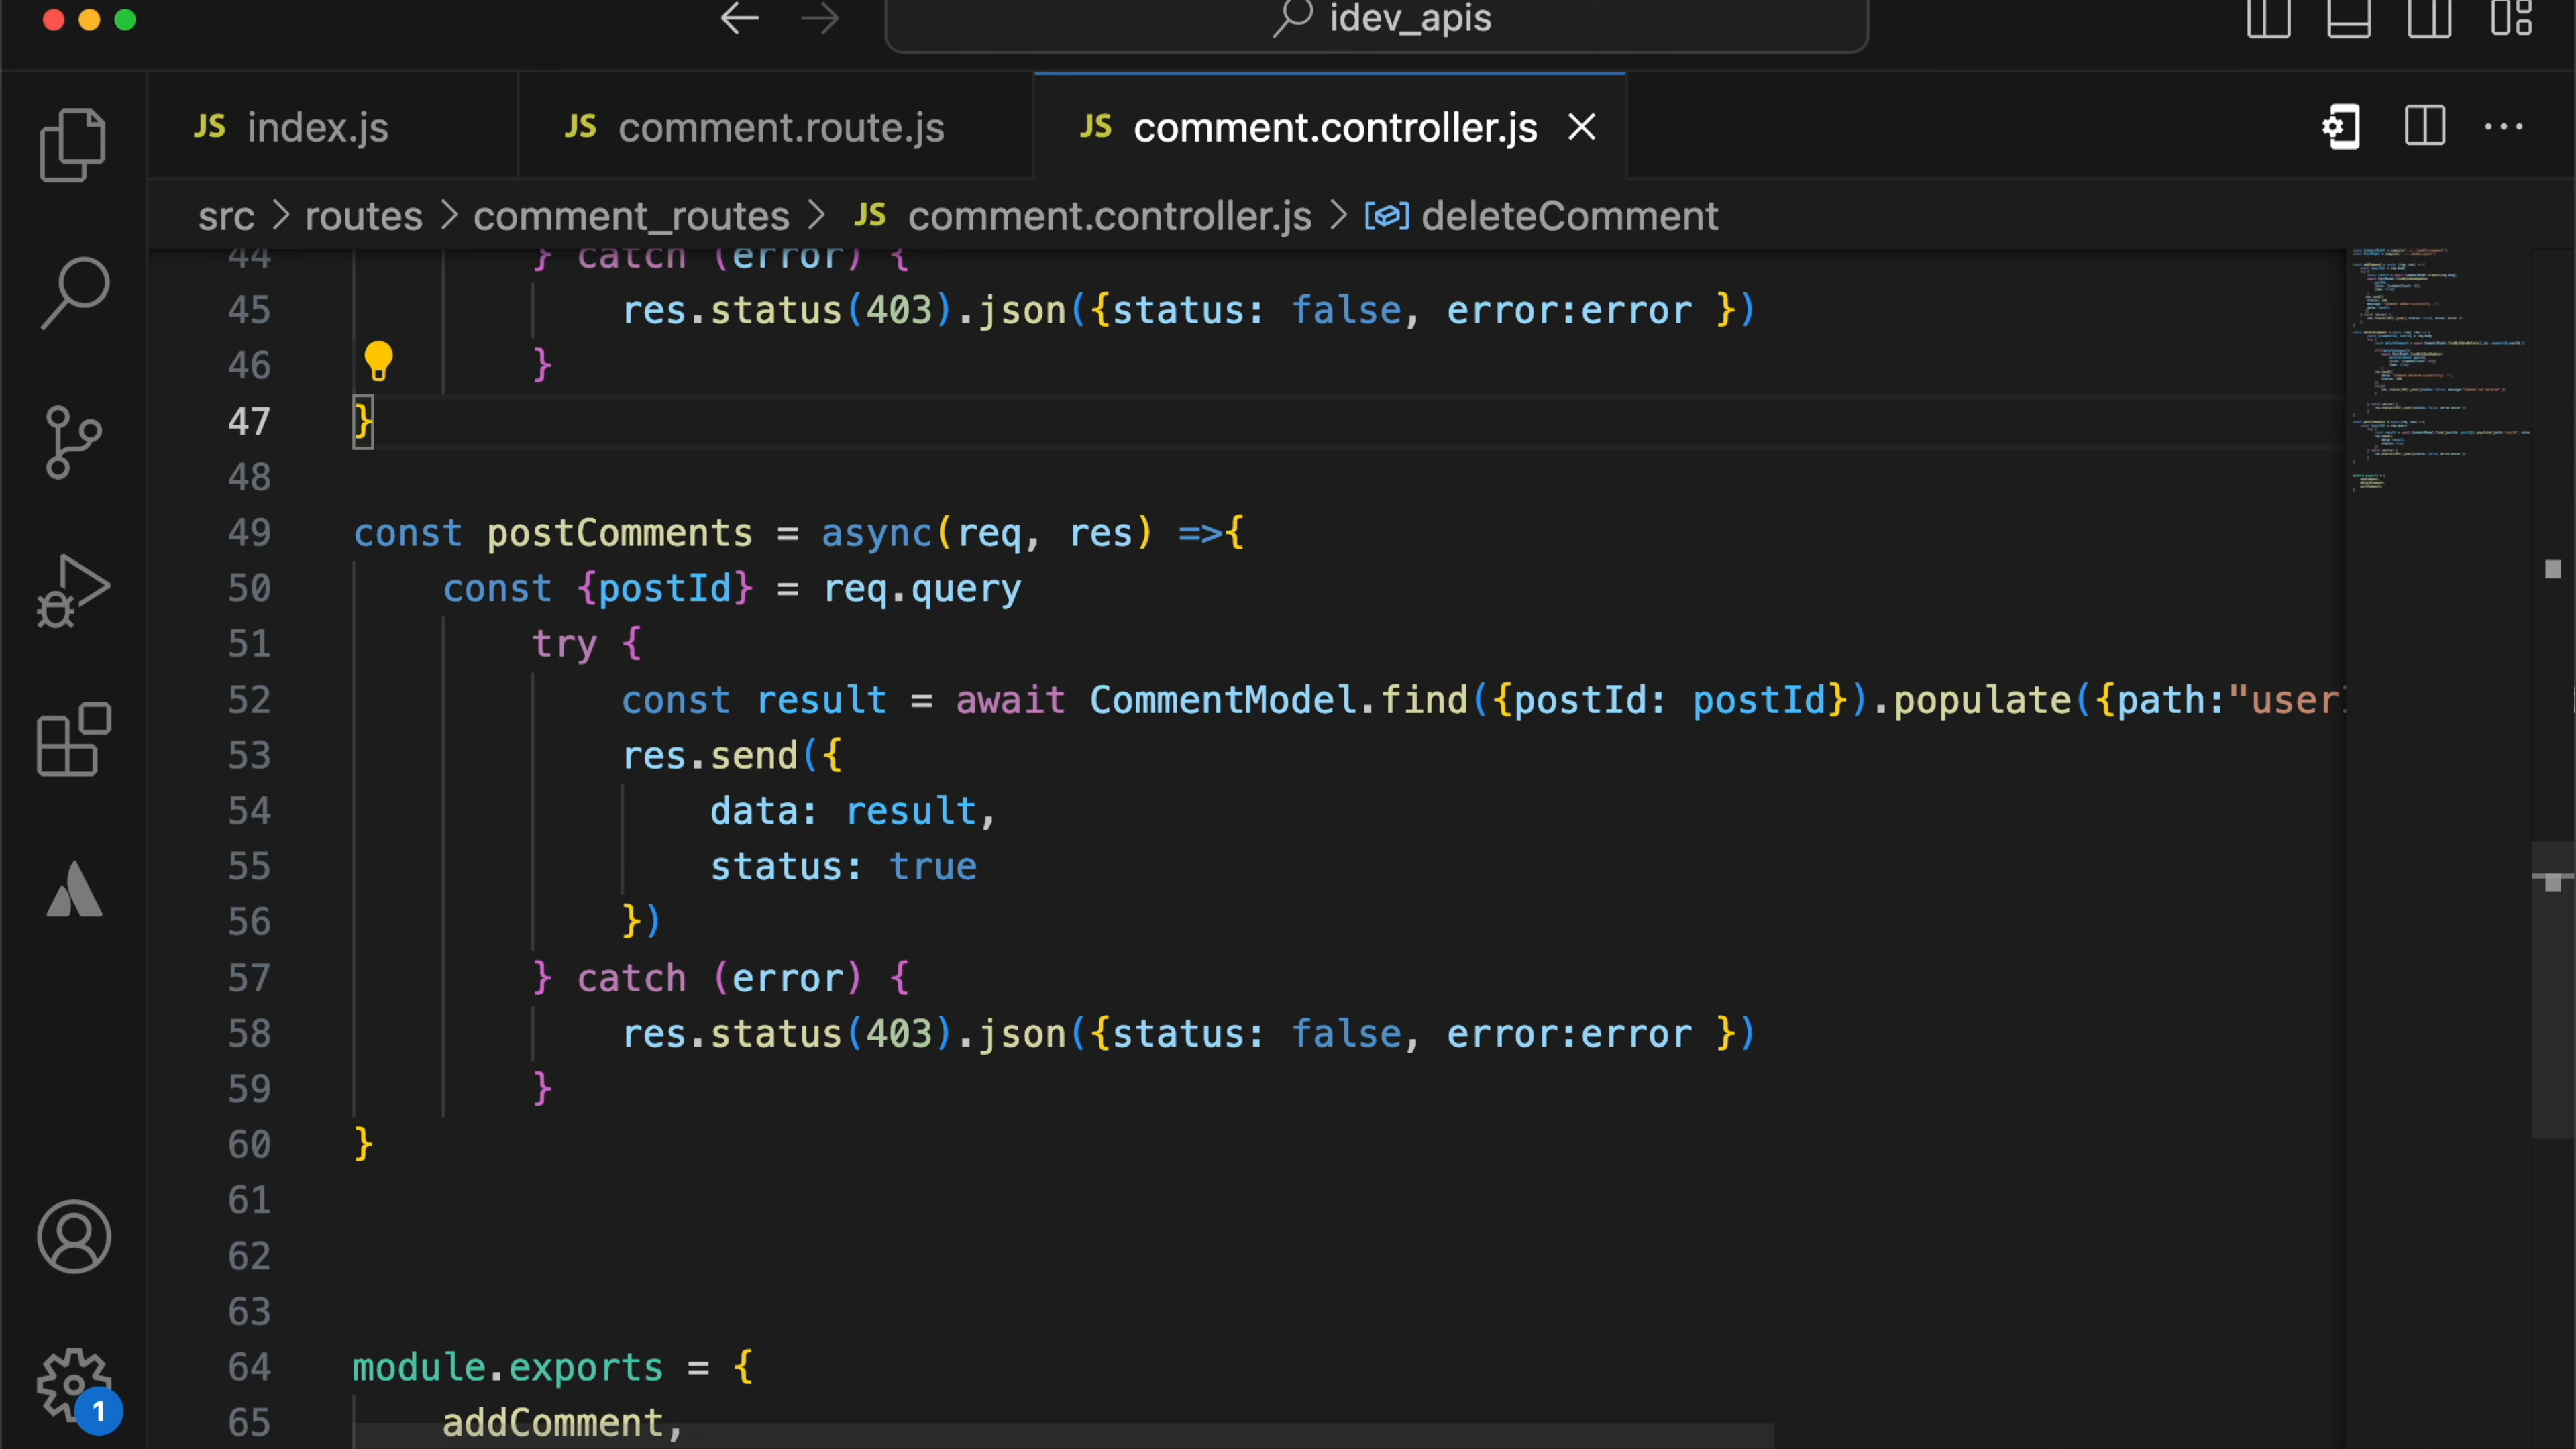 idev_apis
JS index.js
JS comment.route.js
JS comment.controller.js
src > routes > comment_routes > JS comment.controller.js > deleteComment
44 } catch (error) {
45 res.status(403).json({status: false, error:error })
46 }
47 }
48
49 const postComments = async(req, res) =>{
50 const {postId} = req.query
51 try {
52 const result = await CommentModel.find({postId: postId}).populate({path:"user
53 res.send({
54 data: result,
55 status: true
56 })
57 } catch (error) {
58 res.status(403).json({status: false, error:error })
59 }
60 }
61
62
63
64 module.exports = {
65 addComment,
1